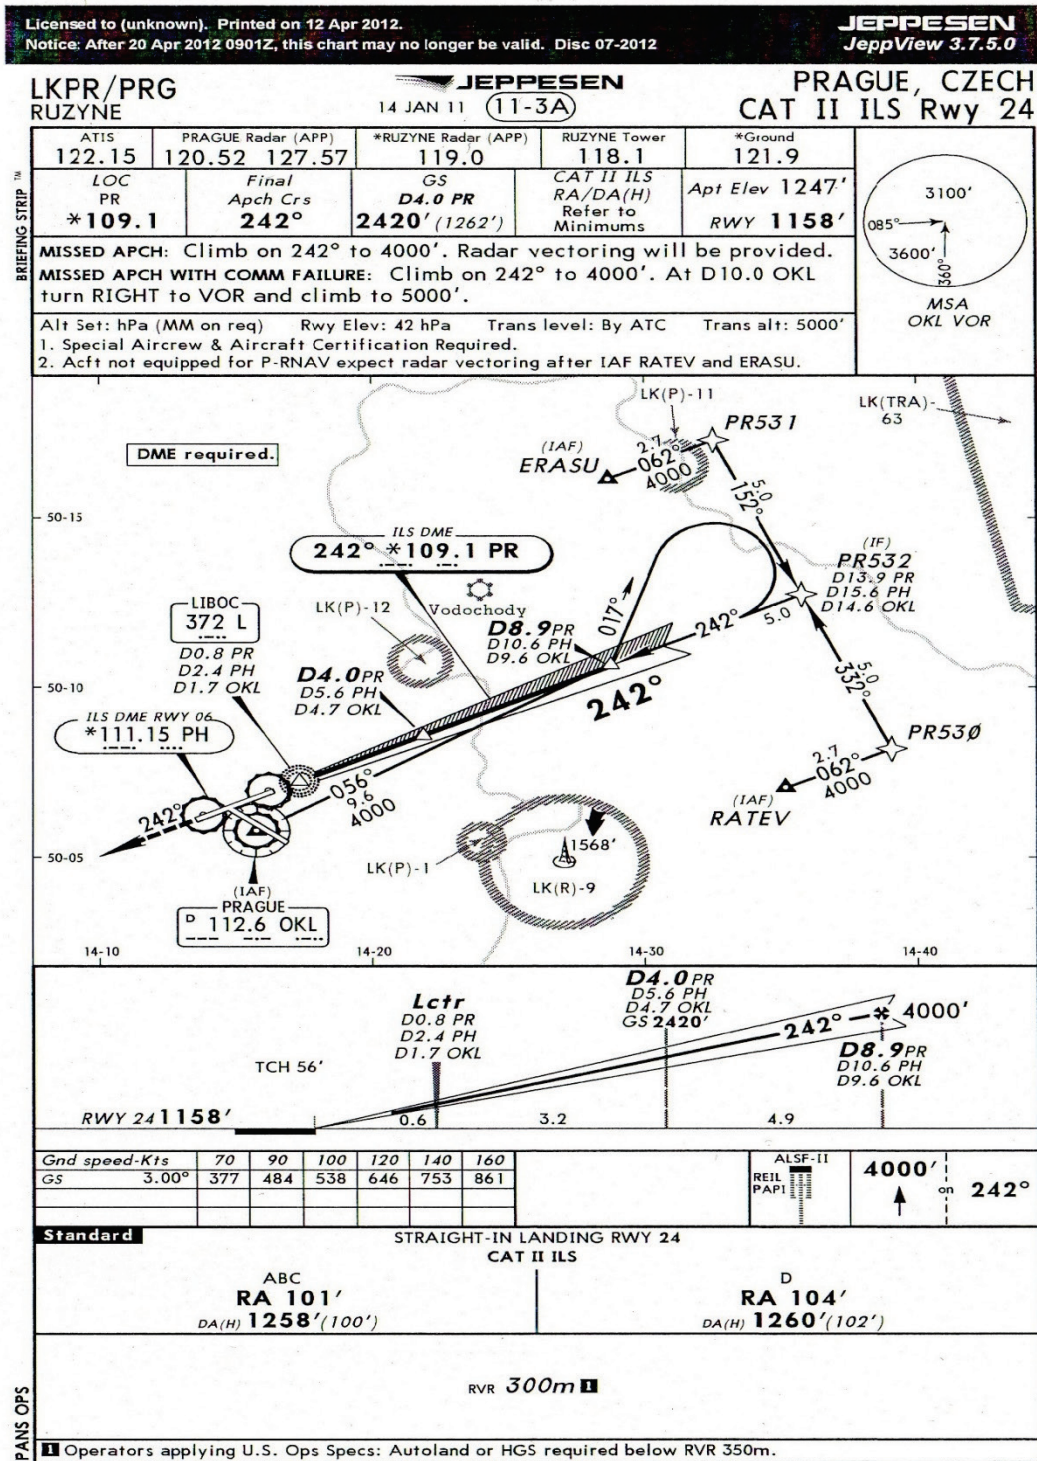 Licensed to (unknown). Printed on 12 Apr 2012.
Notice: After 20 Apr 2012 0901Z, this chart may no longer be valid. Disc 07-2012
JEPPESEN
JeppView 3.7.5.0
LKPR/PRG
RUZYNE
JEPPESEN
14 JAN 11 11-3A
PRAGUE, CZECH
CAT II ILS Rwy 24
BRIEFING STRIP TM
ATIS
122.15
PRAGUE Radar (APP)
120.52 127.57
*RUZYNE Radar (APP)
119.0
RUZYNE Tower
118.1
*Ground
121.9
LOC
PR
*109.1
Final
Apch Crs
242°
GS
D4.0 PR
2420' (1262')
CAT II ILS
RA/DA(H)
Refer to
Minimums
Apt Elev 1247'
RWY 1158'
MISSED APCH: Climb on 242° to 4000'. Radar vectoring will be provided.
MISSED APCH WITH COMM FAILURE: Climb on 242° to 4000'. At D10.0 OKL
turn RIGHT to VOR and climb to 5000'.
Alt Set: hPa (MM on req) Rwy Elev: 42 hPa Trans level: By ATC Trans alt: 5000'
1. Special Aircrew & Aircraft Certification Required.
2. Acft not equipped for P-RNAV expect radar vectoring after IAF RATEV and ERASU.
3100'
085°
3600'
360°
MSA
OKL VOR
DME required.
LK(P)-11
LK(TRA)-
63
PR531
(IAF)
ERASU
2.7
062°
4000
5.0
152°
50-15
ILS DME
242° *109.1 PR
(IF)
PR532
D13.9 PR
D15.6 PH
D14.6 OKL
LIBOC
372 L
D0.8 PR
D2.4 PH
D1.7 OKL
LK(P)-12
Vodochody
017°
242°
5.0
D8.9 PR
D10.6 PH
D9.6 OKL
D4.0 PR
D5.6 PH
D4.7 OKL
50-10
242°
5.0
332°
ILS DME RWY 06
*111.15 PH
PR530
2.7
062°
4000
(IAF)
RATEV
056°
9.6
4000
242°
50-05
LK(P)-1
1568'
LK(R)-9
(IAF)
PRAGUE
D 112.6 OKL
14-10
14-20
14-30
14-40
Lctr
D0.8 PR
D2.4 PH
D1.7 OKL
D4.0 PR
D5.6 PH
D4.7 OKL
GS 2420'
242°
4000'
D8.9 PR
D10.6 PH
D9.6 OKL
TCH 56'
RWY 24 1158'
0.6
3.2
4.9
Gnd speed-Kts 70 90 100 120 140 160
GS 3.00° 377 484 538 646 753 861
ALSF-II
REIL
PAPI
4000'
on 242°
Standard
STRAIGHT-IN LANDING RWY 24
CAT II ILS
ABC
RA 101'
DA(H) 1258' (100')
D
RA 104'
DA(H) 1260' (102')
RVR 300m 1
PANS OPS
1 Operators applying U.S. Ops Specs: Autoland or HGS required below RVR 350m.